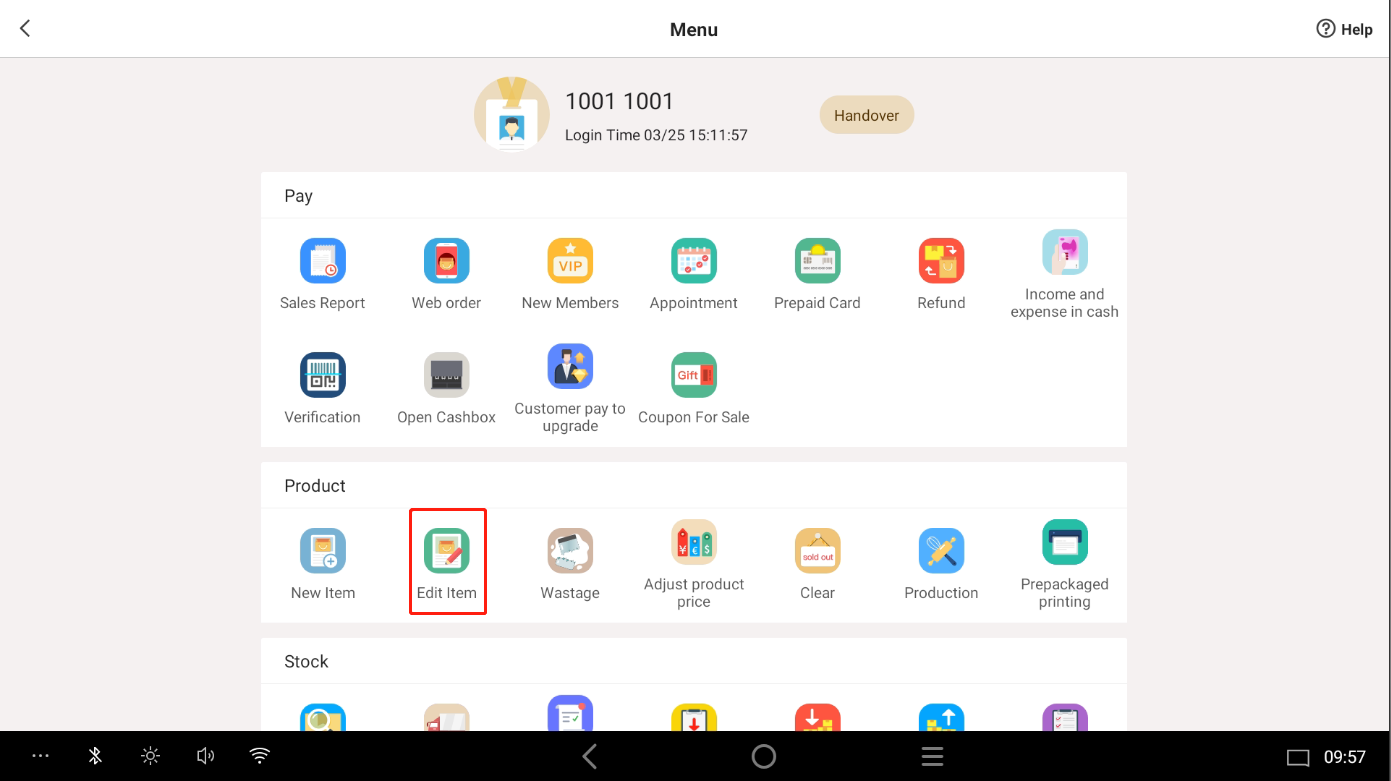 Menu
Help
1001 1001
Login Time 03/25 15:11:57
Handover
Pay
Sales Report
Web order
VIP
New Members
Appointment
Prepaid Card
Refund
Income and
expense in cash
Verification
Open Cashbox
Customer pay to
upgrade
Gift
Coupon For Sale
Product
New Item
Edit Item
Wastage
¥ € $
Adjust product
price
sold out
Clear
Production
Prepackaged
printing
Stock
09:57